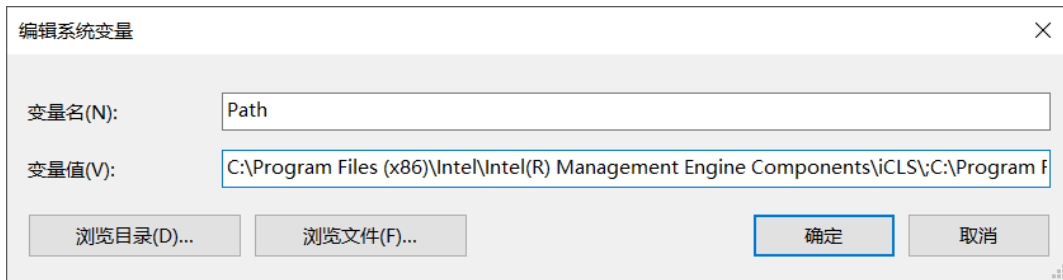 编辑系统变量
变量名(N): Path
变量值(V): C:\Program Files (x86)\Intel\Intel(R) Management Engine Components\iCLS\;C:\Program F
浏览目录(D)... 浏览文件(F)... 确定 取消